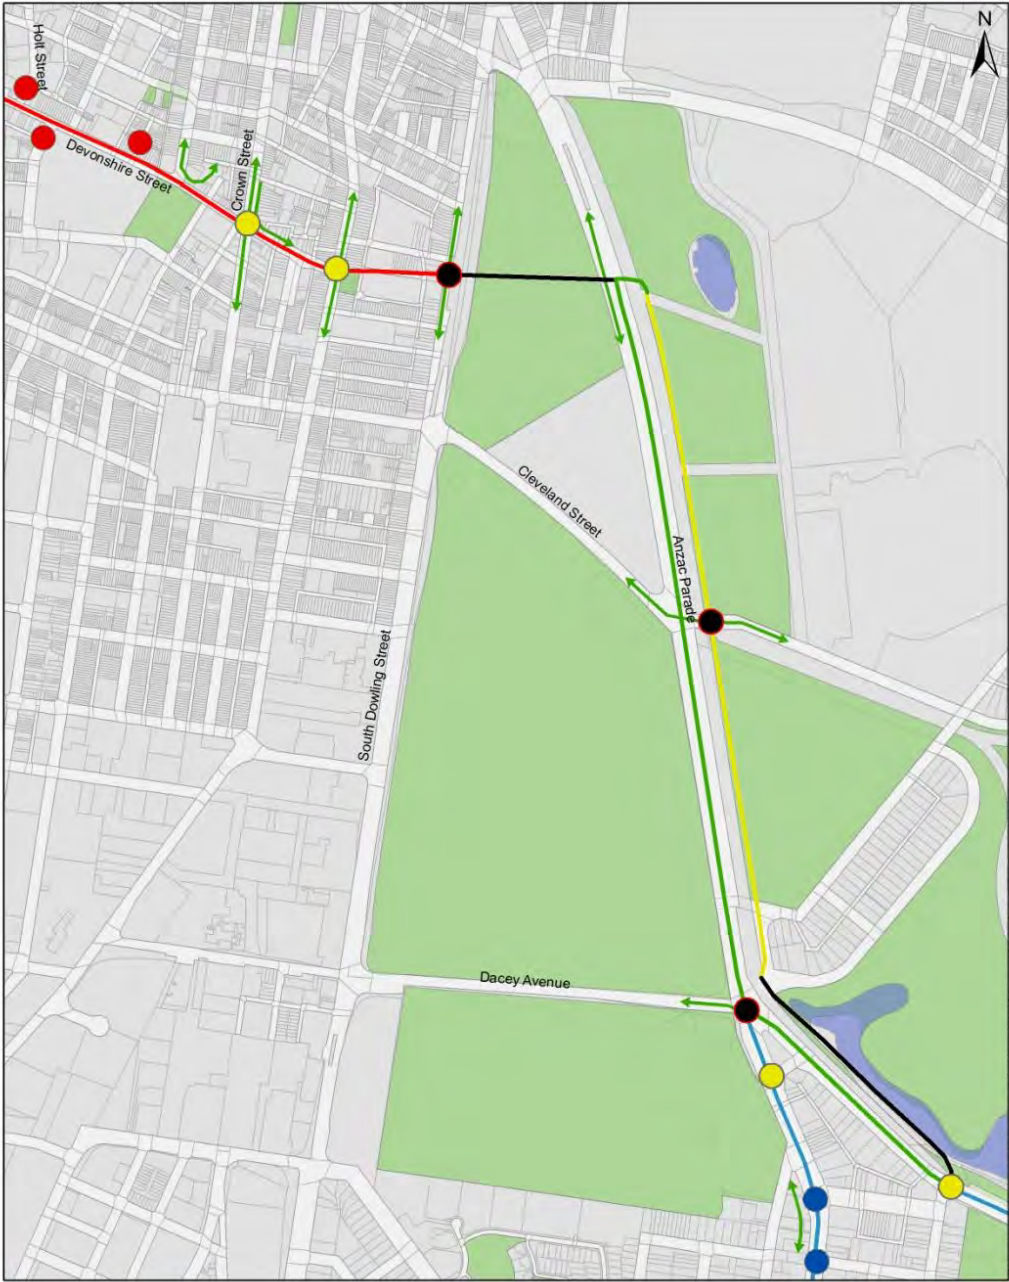 N
Holt Street
Devonshire Street
Crown Street
Cleveland Street
Anzac Parade
South Dowling Street
Dacey Avenue